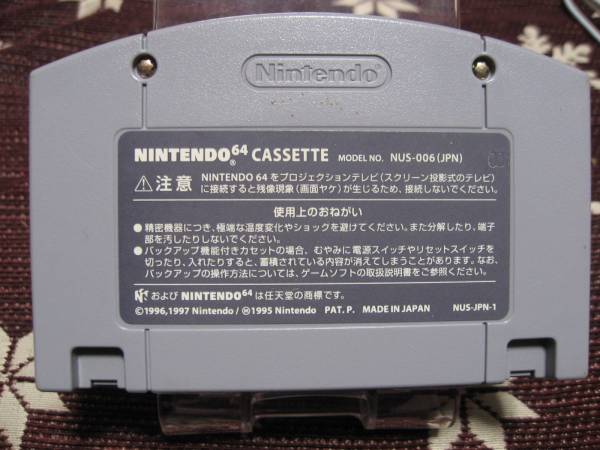 Nintendo
NINTENDO64® CASSETTE MODEL NO. NUS-006(JPN)
⚠注意 NINTENDO 64をプロジェクションテレビ(スクリーン投影式のテレビ)
に接続すると残像現象(画面ヤケ)が生じるため、接続しないでください。
使用上のおねがい
●精密機器につき、極端な温度変化やショックを避けてください。また分解したり、端子
部を汚したりしないでください。
●バックアップ機能付きカセットの場合、むやみに電源スイッチやリセットスイッチを
切ったり、入れたりすると、蓄積されている内容が消えてしまうことがあります。なお、
バックアップの操作方法については、ゲームソフトの取扱説明書をご参照ください。
および NINTENDO64 は任天堂の商標です。
©1996,1997 Nintendo / Ⓜ1995 Nintendo PAT. P. MADE IN JAPAN NUS-JPN-1